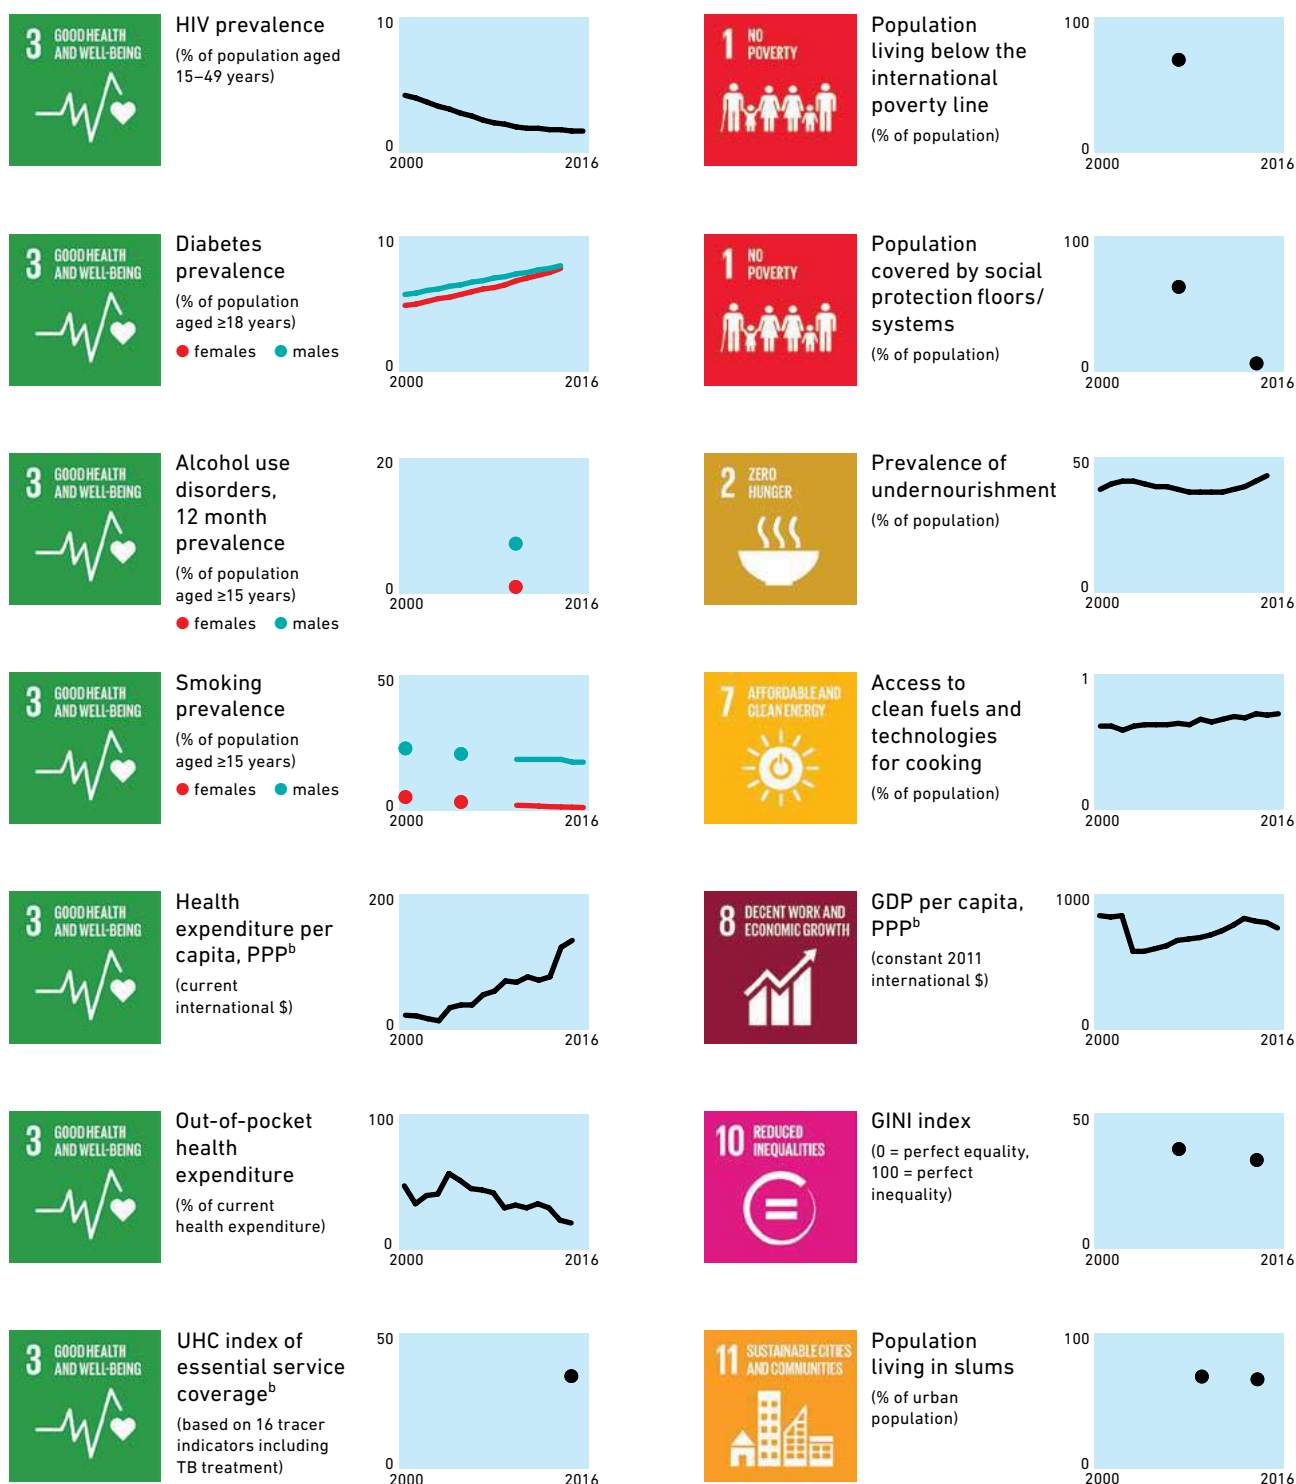 3 GOOD HEALTH
AND WELL-BEING
HIV prevalence
(% of population aged
15–49 years)
10
0
2000 2016
3 GOOD HEALTH
AND WELL-BEING
Diabetes
prevalence
(% of population
aged ≥18 years)
females males
10
0
2000 2016
3 GOOD HEALTH
AND WELL-BEING
Alcohol use
disorders,
12 month
prevalence
(% of population
aged ≥15 years)
females males
20
0
2000 2016
3 GOOD HEALTH
AND WELL-BEING
Smoking
prevalence
(% of population
aged ≥15 years)
females males
50
0
2000 2016
3 GOOD HEALTH
AND WELL-BEING
Health
expenditure per
capita, PPPᵇ
(current
international $)
200
0
2000 2016
3 GOOD HEALTH
AND WELL-BEING
Out-of-pocket
health
expenditure
(% of current
health expenditure)
100
0
2000 2016
3 GOOD HEALTH
AND WELL-BEING
UHC index of
essential service
coverageᵇ
(based on 16 tracer
indicators including
TB treatment)
50
0
2000 2016
1 NO
POVERTY
Population
living below the
international
poverty line
(% of population)
100
0
2000 2016
1 NO
POVERTY
Population
covered by social
protection floors/
systems
(% of population)
100
0
2000 2016
2 ZERO
HUNGER
Prevalence of
undernourishment
(% of population)
50
0
2000 2016
7 AFFORDABLE AND
CLEAN ENERGY
Access to
clean fuels and
technologies
for cooking
(% of population)
1
0
2000 2016
8 DECENT WORK AND
ECONOMIC GROWTH
GDP per capita,
PPPᵇ
(constant 2011
international $)
1000
0
2000 2016
10 REDUCED
INEQUALITIES
GINI index
(0 = perfect equality,
100 = perfect
inequality)
50
0
2000 2016
11 SUSTAINABLE CITIES
AND COMMUNITIES
Population
living in slums
(% of urban
population)
100
0
2000 2016